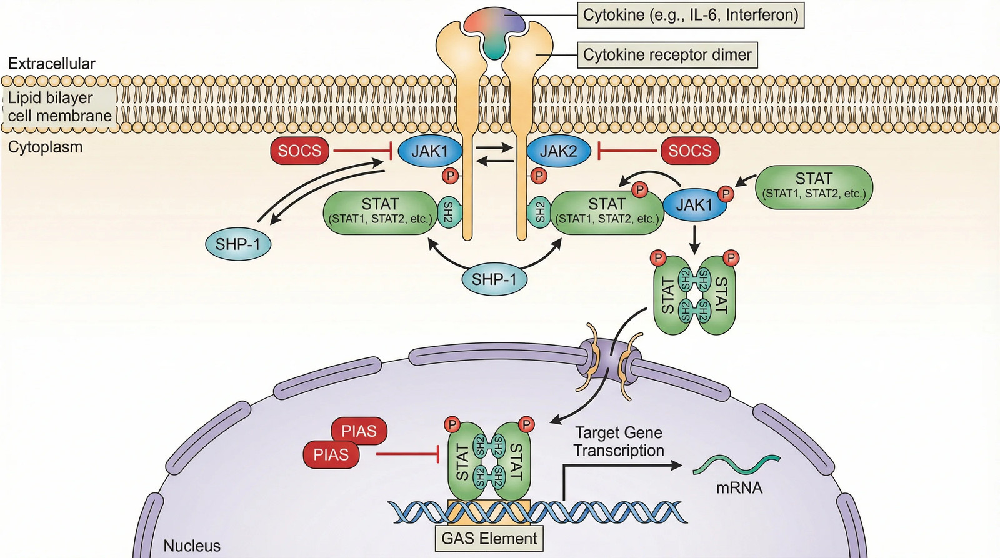 Cytokine (e.g., IL-6, Interferon)
Cytokine receptor dimer
Extracellular
Lipid bilayer
cell membrane
Cytoplasm
SOCS
JAK1
JAK2
SOCS
P
P
STAT
(STAT1, STAT2, etc.)
SH2
SH2
STAT
(STAT1, STAT2, etc.)
P
JAK1
P
STAT
(STAT1, STAT2, etc.)
SHP-1
SHP-1
P
P
STAT
SH2
SH2
SH2
SH2
STAT
PIAS
PIAS
P
P
STAT
SH2
SH2
SH2
SH2
STAT
Target Gene
Transcription
mRNA
GAS Element
Nucleus